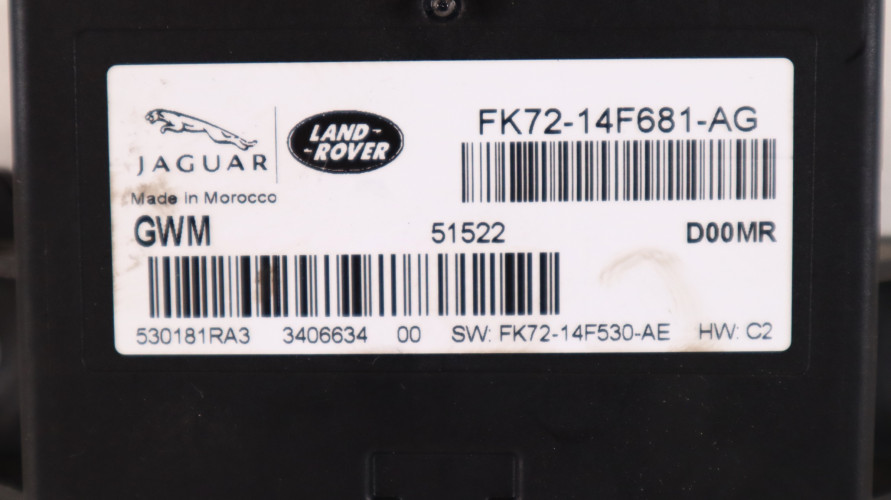 JAGUAR
LAND-
-ROVER
FK72-14F681-AG
Made in Morocco
GWM 51522 D00MR
530181RA3 3406634 00 SW: FK72-14F530-AE HW: C2